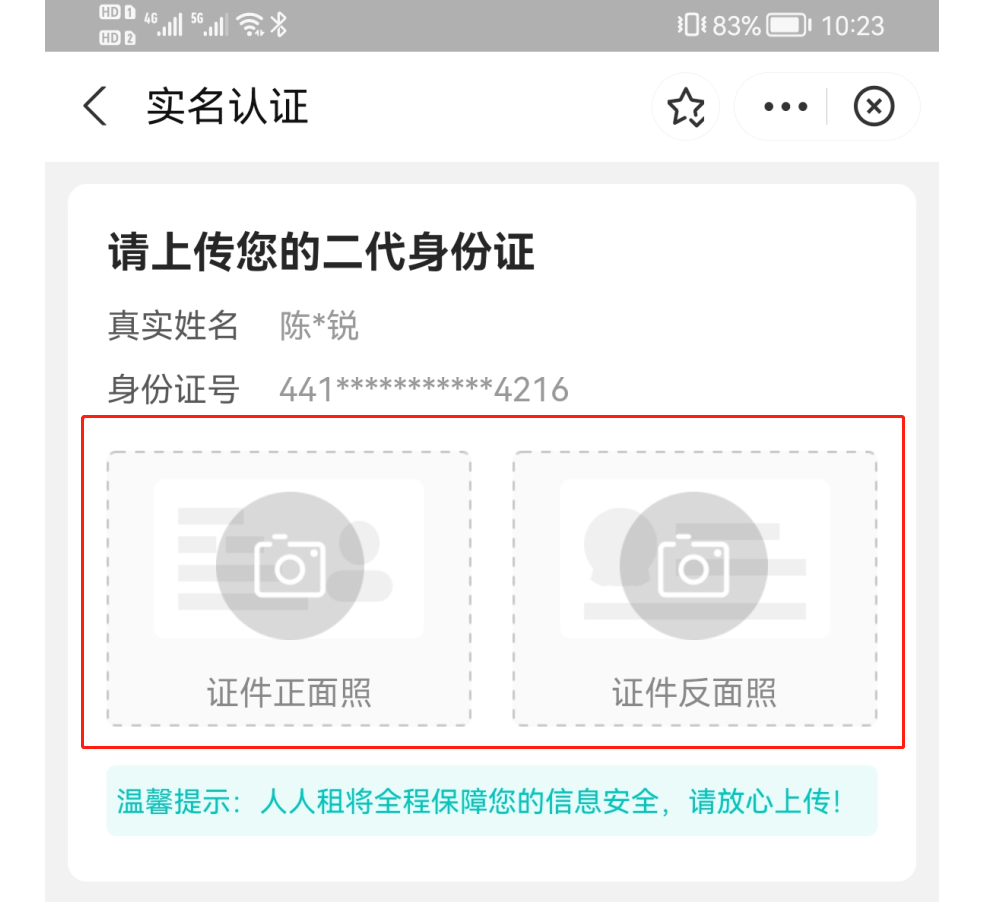 HD 1 4G 5G 83% 10:23
HD 2
实名认证
请上传您的二代身份证
真实姓名 陈*锐
身份证号 441***********4216
证件正面照 证件反面照
温馨提示：人人租将全程保障您的信息安全，请放心上传！